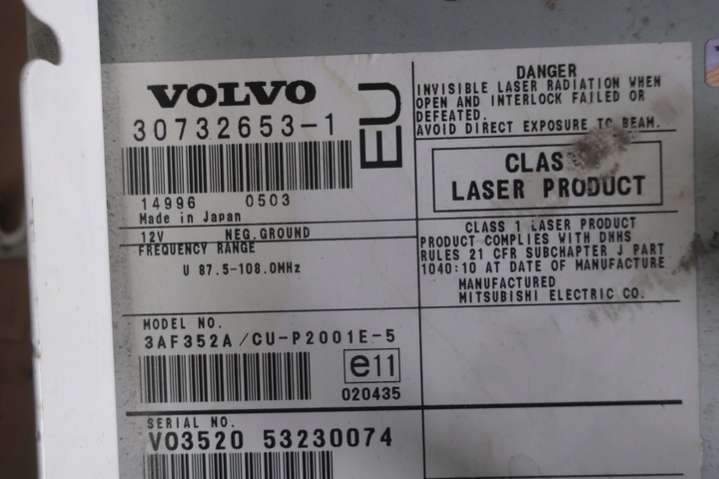 VOLVO
30732653-1
EU
14996 0503
Made in Japan
12V NEG.GROUND
FREQUENCY RANGE
U 87.5-108.0MHz
MODEL NO.
3AF352A/CU-P2001E-5
e11
020435
SERIAL NO.
V03520 53230074
DANGER
INVISIBLE LASER RADIATION WHEN
OPEN AND INTERLOCK FAILED OR
DEFEATED.
AVOID DIRECT EXPOSURE TO BEAM.
LASER PRODUCT
CLASS 1 LASER PRODUCT
PRODUCT COMPLIES WITH DHHS
RULES 21 CFR SUBCHAPTER J PART
1040:10 AT DATE OF MANUFACTURE
MANUFACTURED
MITSUBISHI ELECTRIC CO.